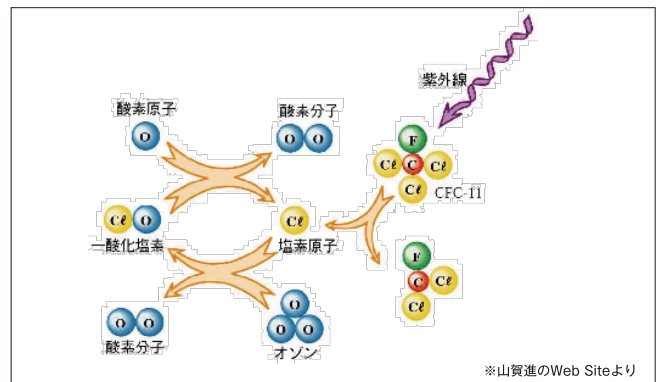 紫外線
酸素原子
酸素分子
O
O O
F
Cℓ C Cℓ
Cℓ
CFC-11
Cℓ O
一酸化塩素
Cℓ
塩素原子
F
C Cℓ
Cℓ
O O
酸素分子
O
O O
オゾン
※山賀進のWeb Siteより